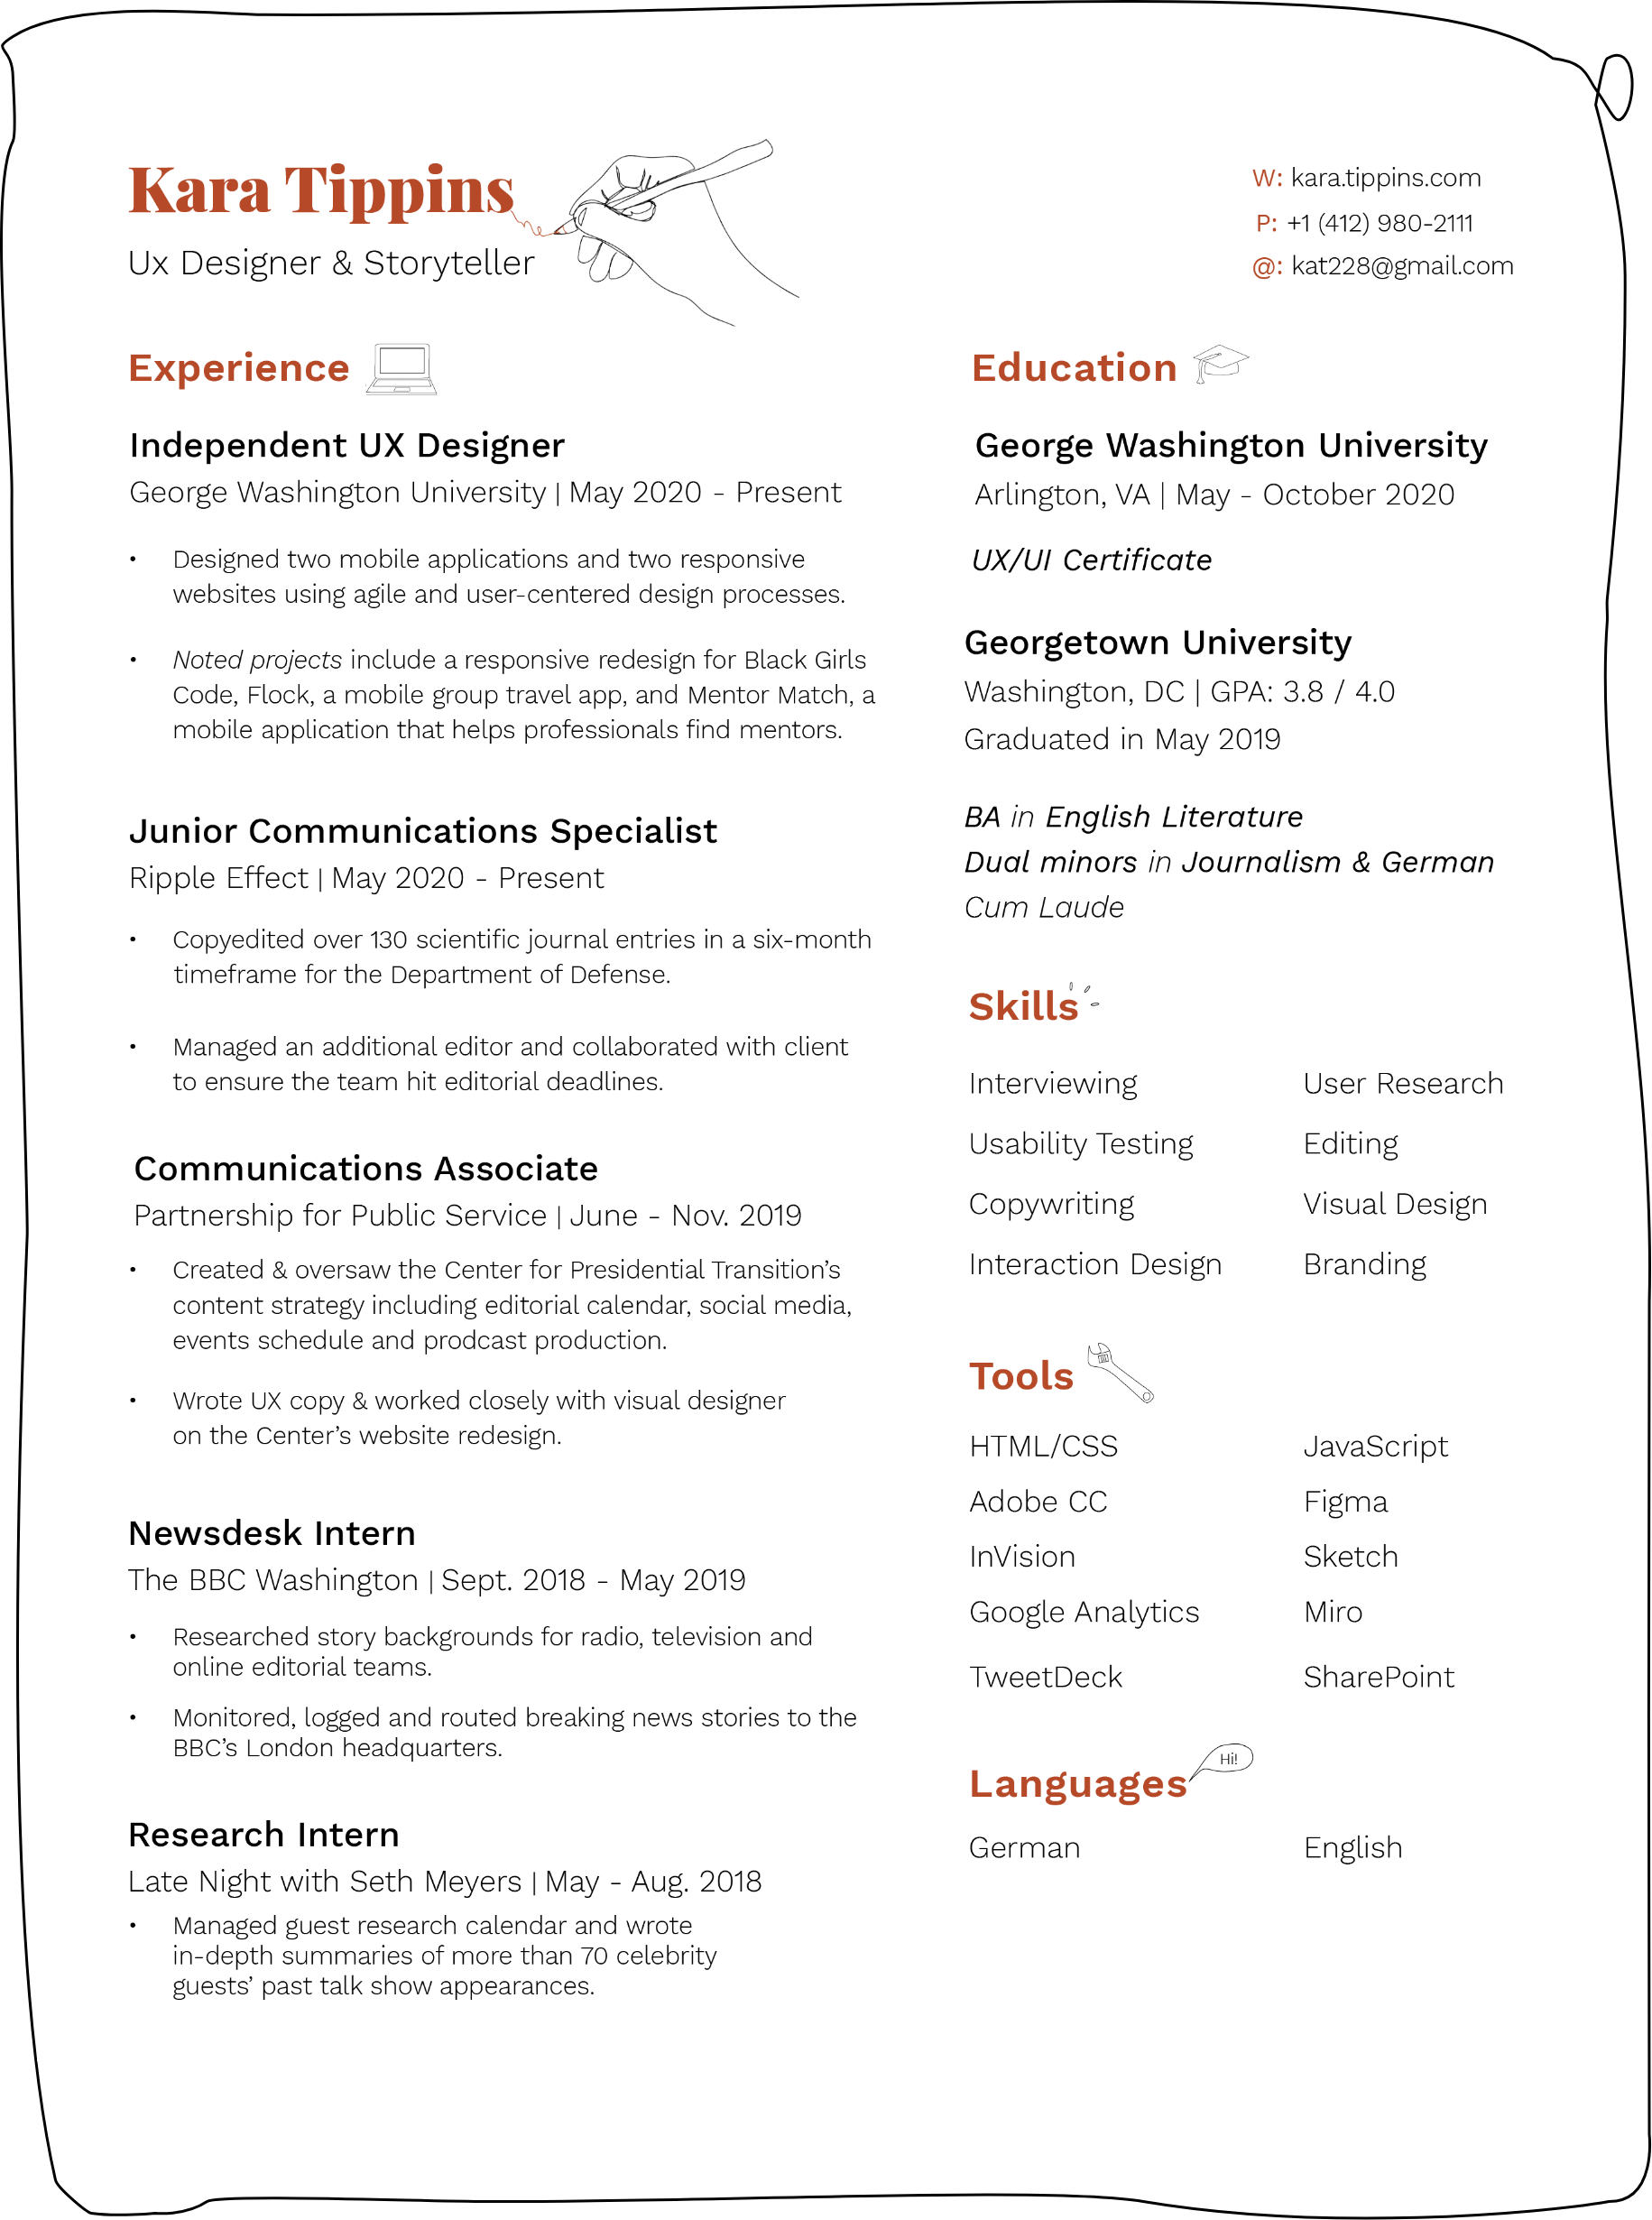 Kara Tippins
Ux Designer & Storyteller
W: kara.tippins.com
P: +1 (412) 980-2111
@: kat228@gmail.com
Experience
Independent UX Designer
George Washington University | May 2020 - Present
• Designed two mobile applications and two responsive
websites using agile and user-centered design processes.
• Noted projects include a responsive redesign for Black Girls
Code, Flock, a mobile group travel app, and Mentor Match, a
mobile application that helps professionals find mentors.
Junior Communications Specialist
Ripple Effect | May 2020 - Present
• Copyedited over 130 scientific journal entries in a six-month
timeframe for the Department of Defense.
• Managed an additional editor and collaborated with client
to ensure the team hit editorial deadlines.
Communications Associate
Partnership for Public Service | June - Nov. 2019
• Created & oversaw the Center for Presidential Transition’s
content strategy including editorial calendar, social media,
events schedule and prodcast production.
• Wrote UX copy & worked closely with visual designer
on the Center’s website redesign.
Newsdesk Intern
The BBC Washington | Sept. 2018 - May 2019
• Researched story backgrounds for radio, television and
online editorial teams.
• Monitored, logged and routed breaking news stories to the
BBC’s London headquarters.
Research Intern
Late Night with Seth Meyers | May - Aug. 2018
• Managed guest research calendar and wrote
in-depth summaries of more than 70 celebrity
guests’ past talk show appearances.
Education
George Washington University
Arlington, VA | May - October 2020
UX/UI Certificate
Georgetown University
Washington, DC | GPA: 3.8 / 4.0
Graduated in May 2019
BA in English Literature
Dual minors in Journalism & German
Cum Laude
Skills
Interviewing User Research
Usability Testing Editing
Copywriting Visual Design
Interaction Design Branding
Tools
HTML/CSS JavaScript
Adobe CC Figma
InVision Sketch
Google Analytics Miro
TweetDeck SharePoint
Hi!
Languages
German English